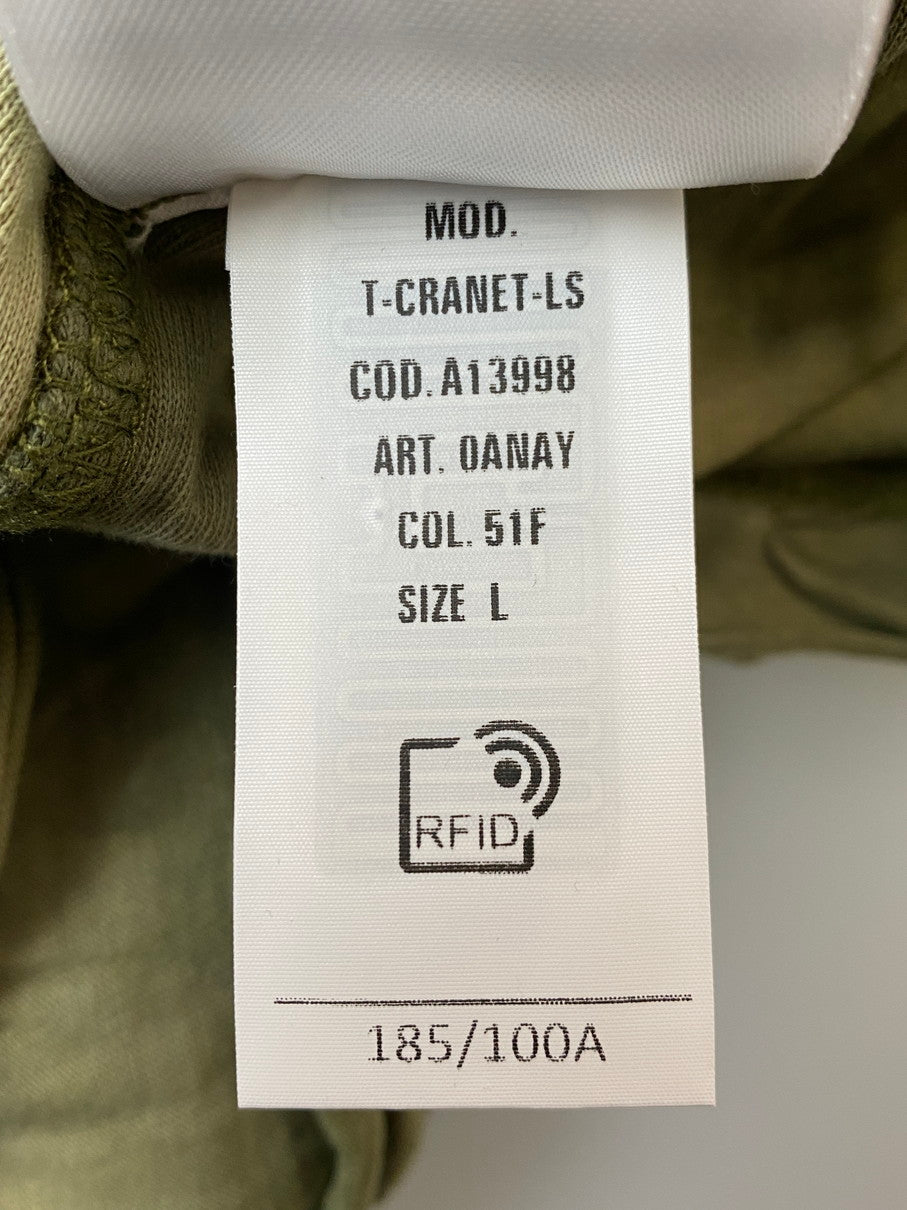 MOD.
T-CRANET-LS
COD. A13998
ART. 0ANAY
COL. 51F
SIZE L
RFID
185/100A